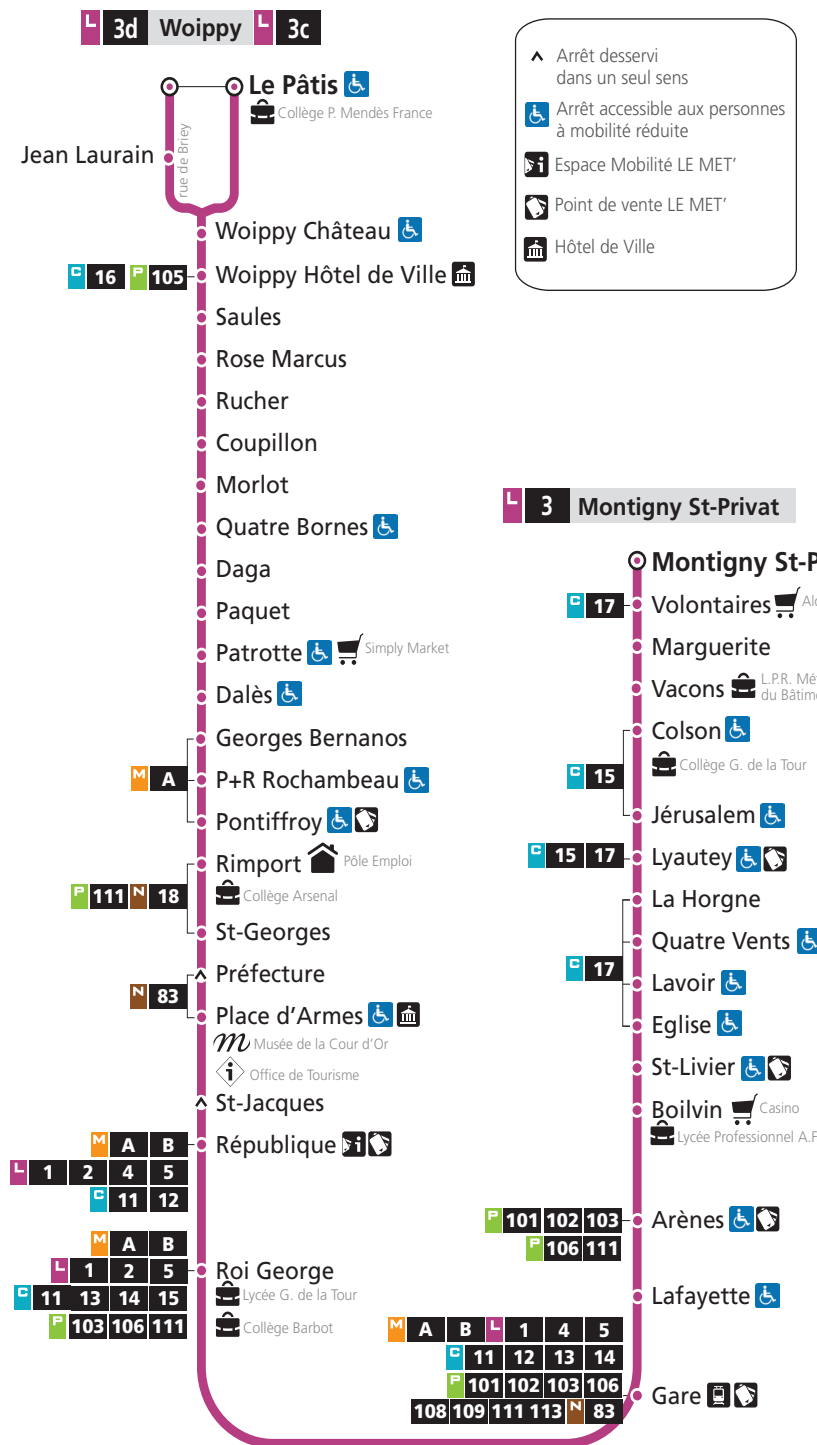 L 3d Woippy L 3c
Le Pâtis
Collège P. Mendès France
rue de Briey
Jean Laurain
Woippy Château
C 16 P 105 Woippy Hôtel de Ville
Saules
Rose Marcus
Rucher
Coupillon
Morlot
Quatre Bornes
Daga
Paquet
Patrotte Simply Market
Dalès
Georges Bernanos
M A P+R Rochambeau
Pontiffroy
Rimport Pôle Emploi
P 111 N 18 Collège Arsenal
St-Georges
Préfecture
N 83
Place d'Armes
m Musée de la Cour d'Or
i Office de Tourisme
St-Jacques
M A B République i
L 1 2 4 5
C 11 12
M A B
L 1 2 5 Roi George
C 11 13 14 15 Lycée G. de la Tour
P 103 106 111 Collège Barbot
Arrêt desservi
dans un seul sens
Arrêt accessible aux personnes
à mobilité réduite
i Espace Mobilité LE MET'
Point de vente LE MET'
Hôtel de Ville
L 3 Montigny St-Privat
Montigny St-P
C 17 Volontaires
Marguerite
Vacons L.P.R. Mé
du Bâtim
Colson
C 15 Collège G. de la Tour
Jérusalem
C 15 17 Lyautey
La Horgne
Quatre Vents
C 17
Lavoir
Eglise
St-Livier
Boilvin Casino
Lycée Professionnel A.F
P 101 102 103 Arènes
P 106 111
Lafayette
M A B L 1 4 5
C 11 12 13 14
P 101 102 103 106 Gare
108 109 111 113 N 83